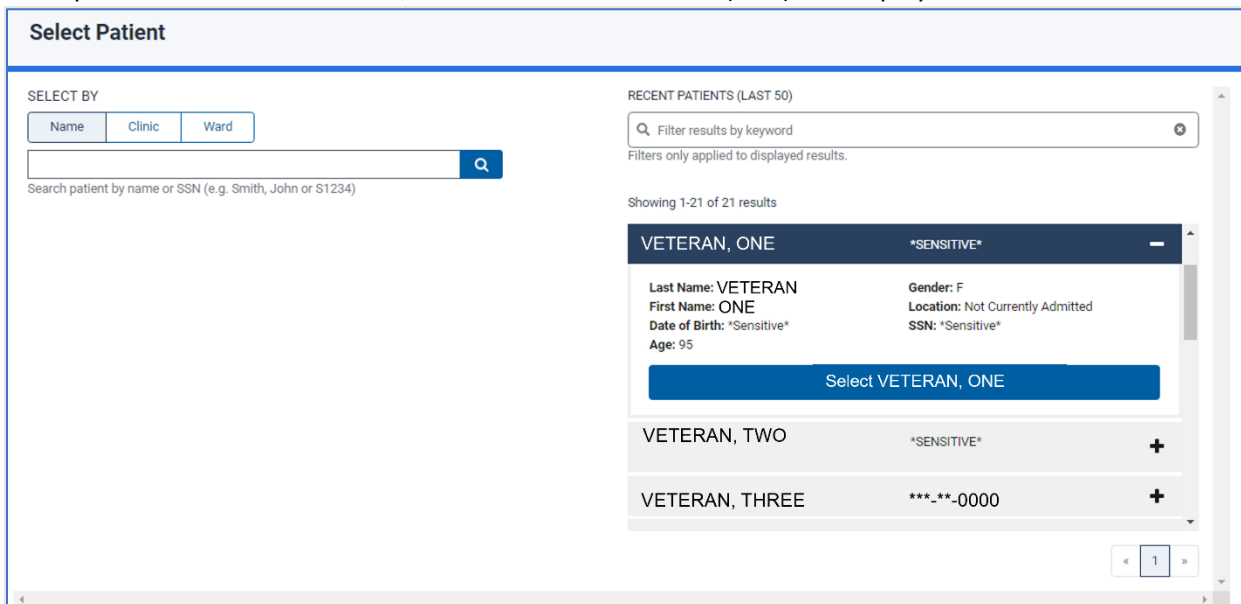 Select Patient
SELECT BY
Name Clinic Ward
Search patient by name or SSN (e.g. Smith, John or S1234)
RECENT PATIENTS (LAST 50)
Filter results by keyword
Filters only applied to displayed results.
Showing 1-21 of 21 results
VETERAN, ONE *SENSITIVE*
Last Name: VETERAN Gender: F
First Name: ONE Location: Not Currently Admitted
Date of Birth: *Sensitive* SSN: *Sensitive*
Age: 95
Select VETERAN, ONE
VETERAN, TWO *SENSITIVE*
VETERAN, THREE ***-**-0000
« 1 »